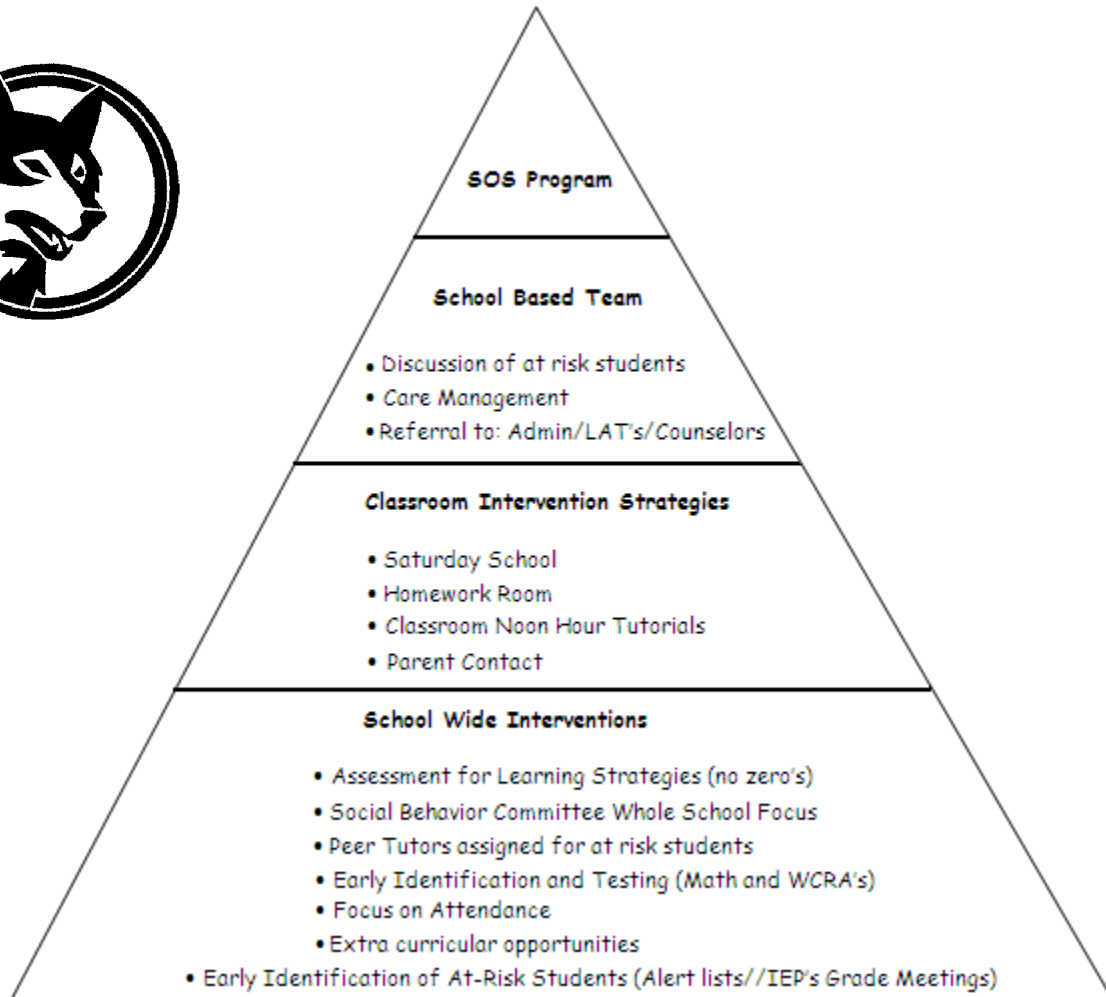 SOS Program
School Based Team
• Discussion of at risk students
• Care Management
• Referral to: Admin/LAT's/Counselors
Classroom Intervention Strategies
• Saturday School
• Homework Room
• Classroom Noon Hour Tutorials
• Parent Contact
School Wide Interventions
• Assessment for Learning Strategies (no zero's)
• Social Behavior Committee Whole School Focus
• Peer Tutors assigned for at risk students
• Early Identification and Testing (Math and WCRA's)
• Focus on Attendance
• Extra curricular opportunities
• Early Identification of At-Risk Students (Alert lists//IEP's Grade Meetings)